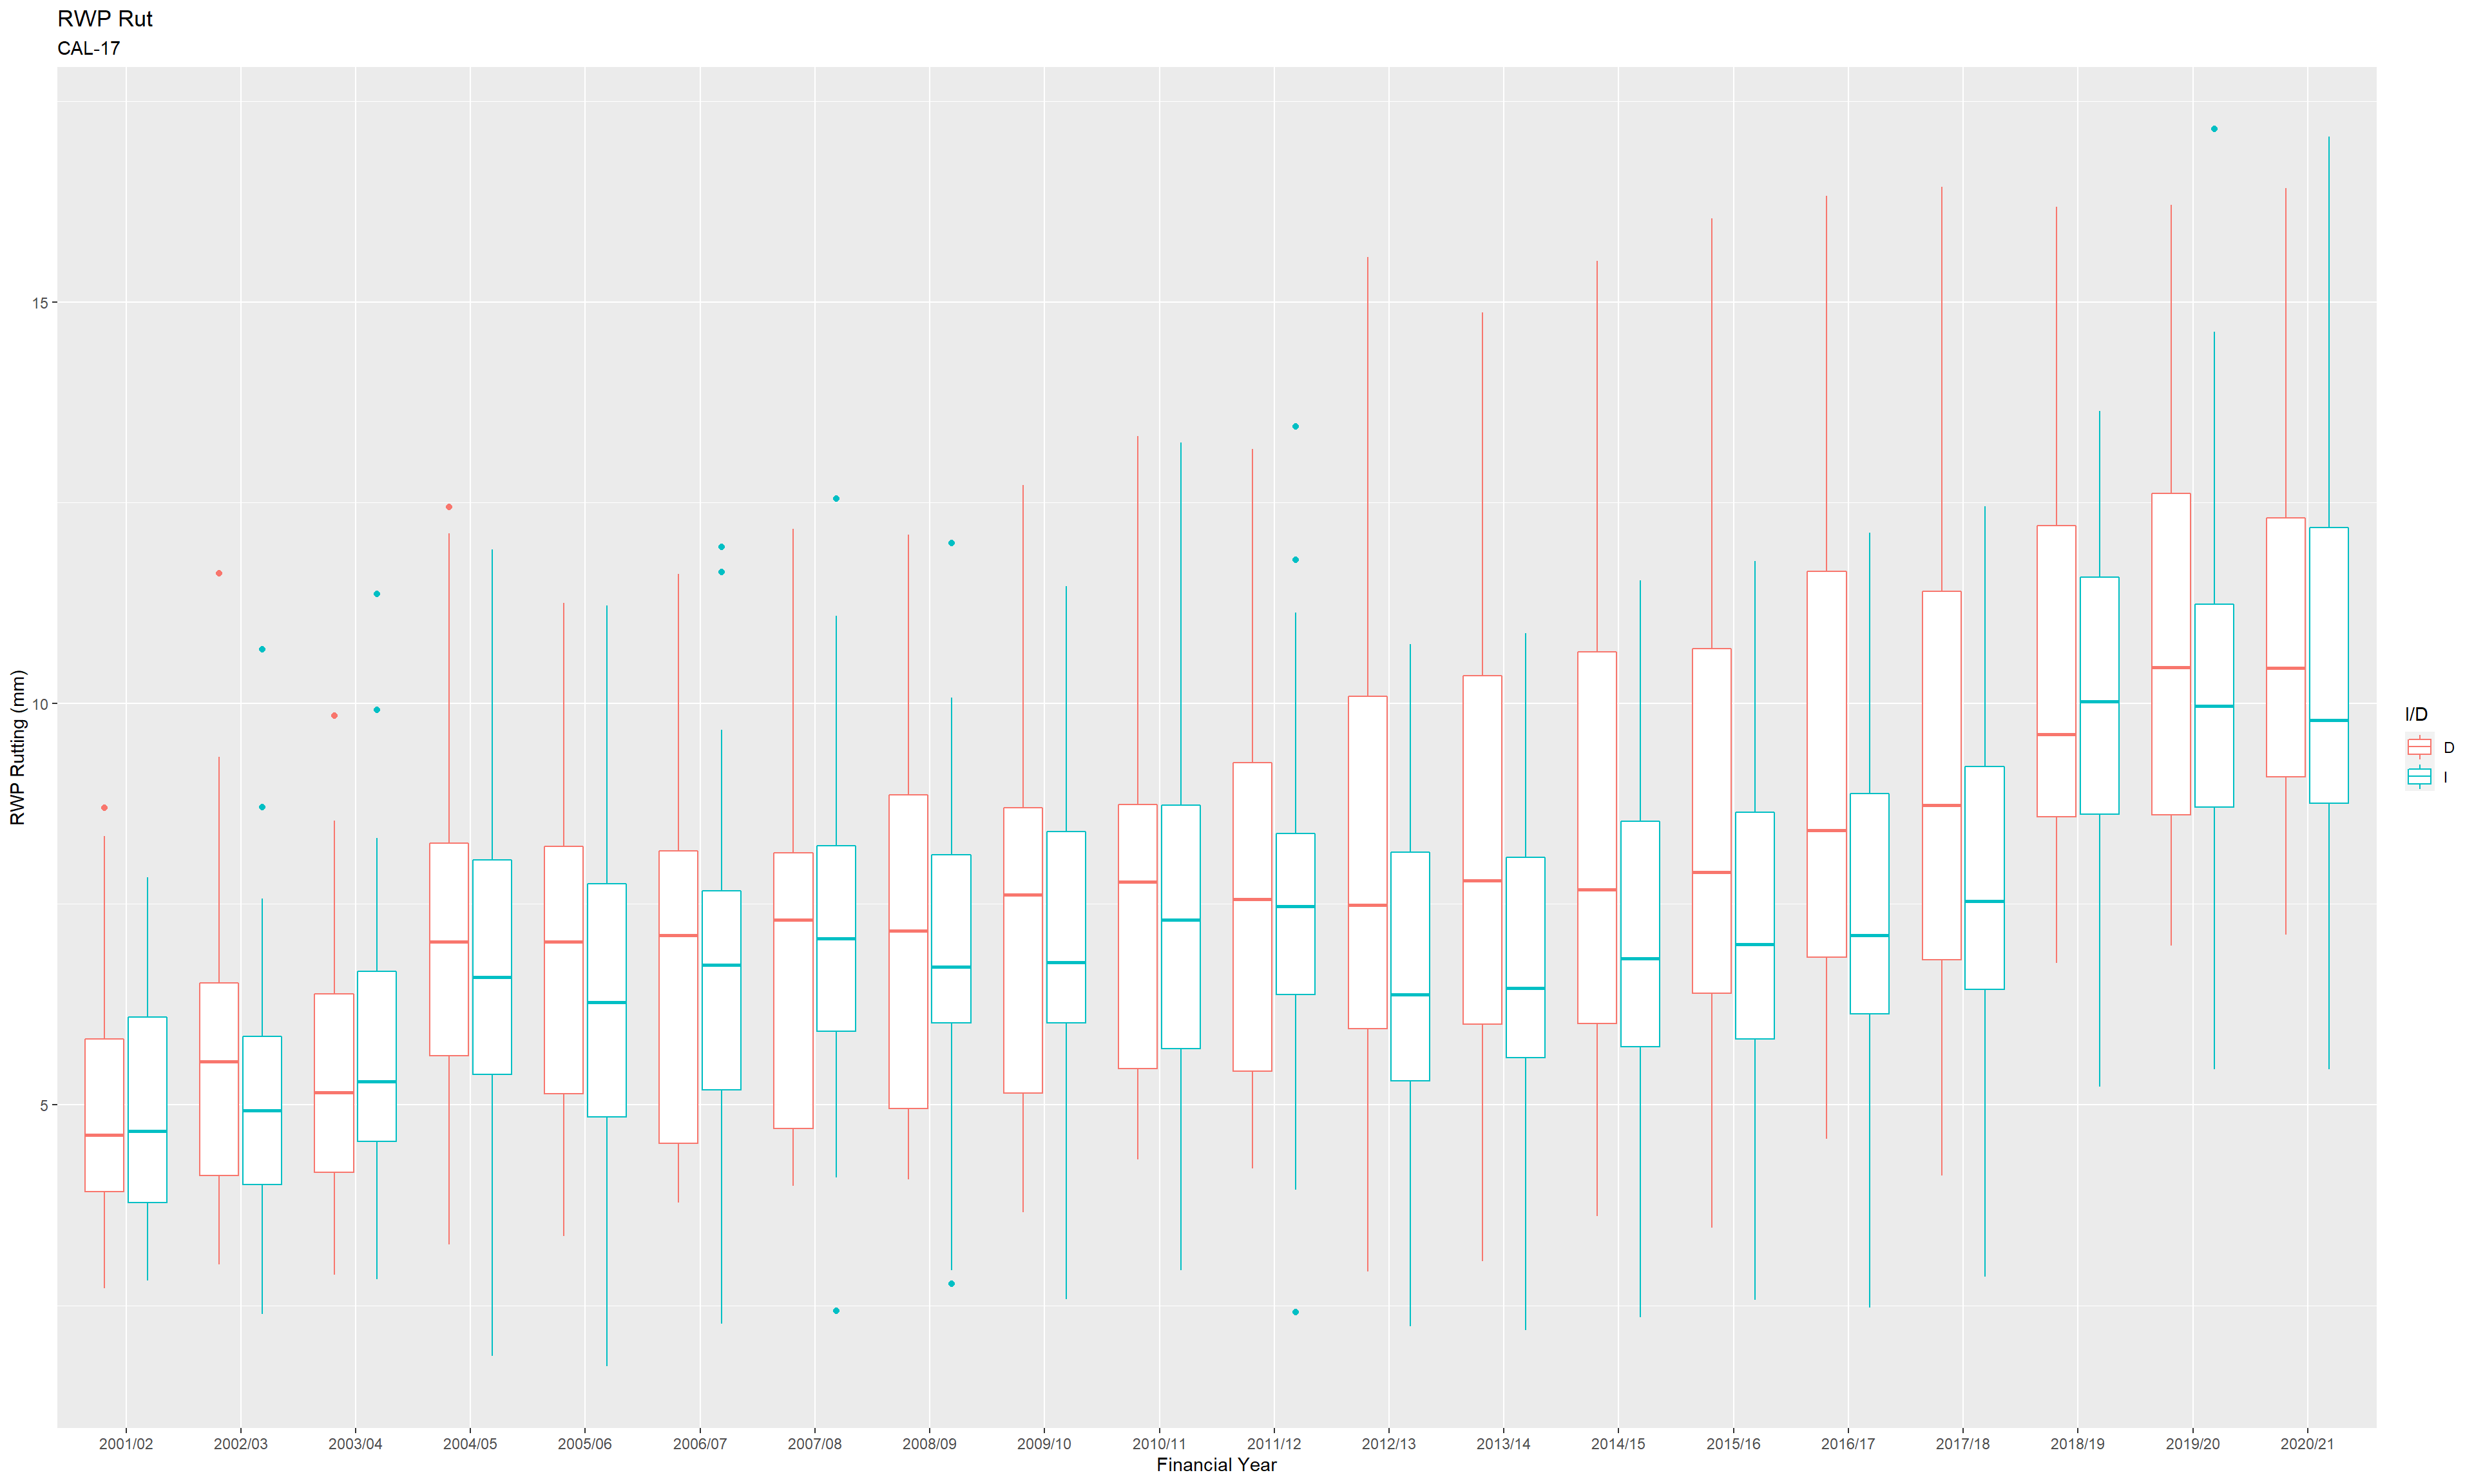 RWP Rut
CAL-17
RWP Rutting (mm)
15
10
5
2001/02 2002/03 2003/04 2004/05 2005/06 2006/07 2007/08 2008/09 2009/10 2010/11 2011/12 2012/13 2013/14 2014/15 2015/16 2016/17 2017/18 2018/19 2019/20 2020/21
Financial Year
I/D
D
I